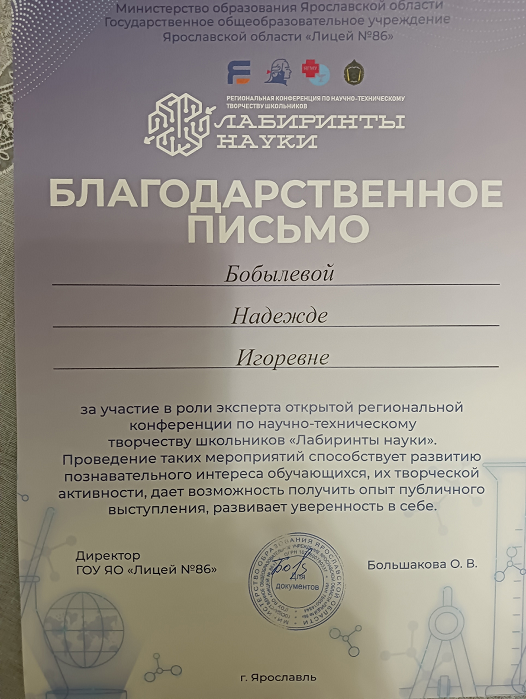 Министерство образования Ярославской области
Государственное общеобразовательное учреждение
Ярославской области «Лицей №86»
РЕГИОНАЛЬНАЯ КОНФЕРЕНЦИЯ ПО НАУЧНО-ТЕХНИЧЕСКОМУ
ТВОРЧЕСТВУ ШКОЛЬНИКОВ
ЛАБИРИНТЫ
НАУКИ
БЛАГОДАРСТВЕННОЕ
ПИСЬМО
Бобылевой
Надежде
Игоревне
за участие в роли эксперта открытой региональной
конференции по научно-техническому
творчеству школьников «Лабиринты науки».
Проведение таких мероприятий способствует развитию
познавательного интереса обучающихся, их творческой
активности, дает возможность получить опыт публичного
выступления, развивает уверенность в себе.
Директор
ГОУ ЯО «Лицей №86»
Для
документов
Большакова О. В.
г. Ярославль